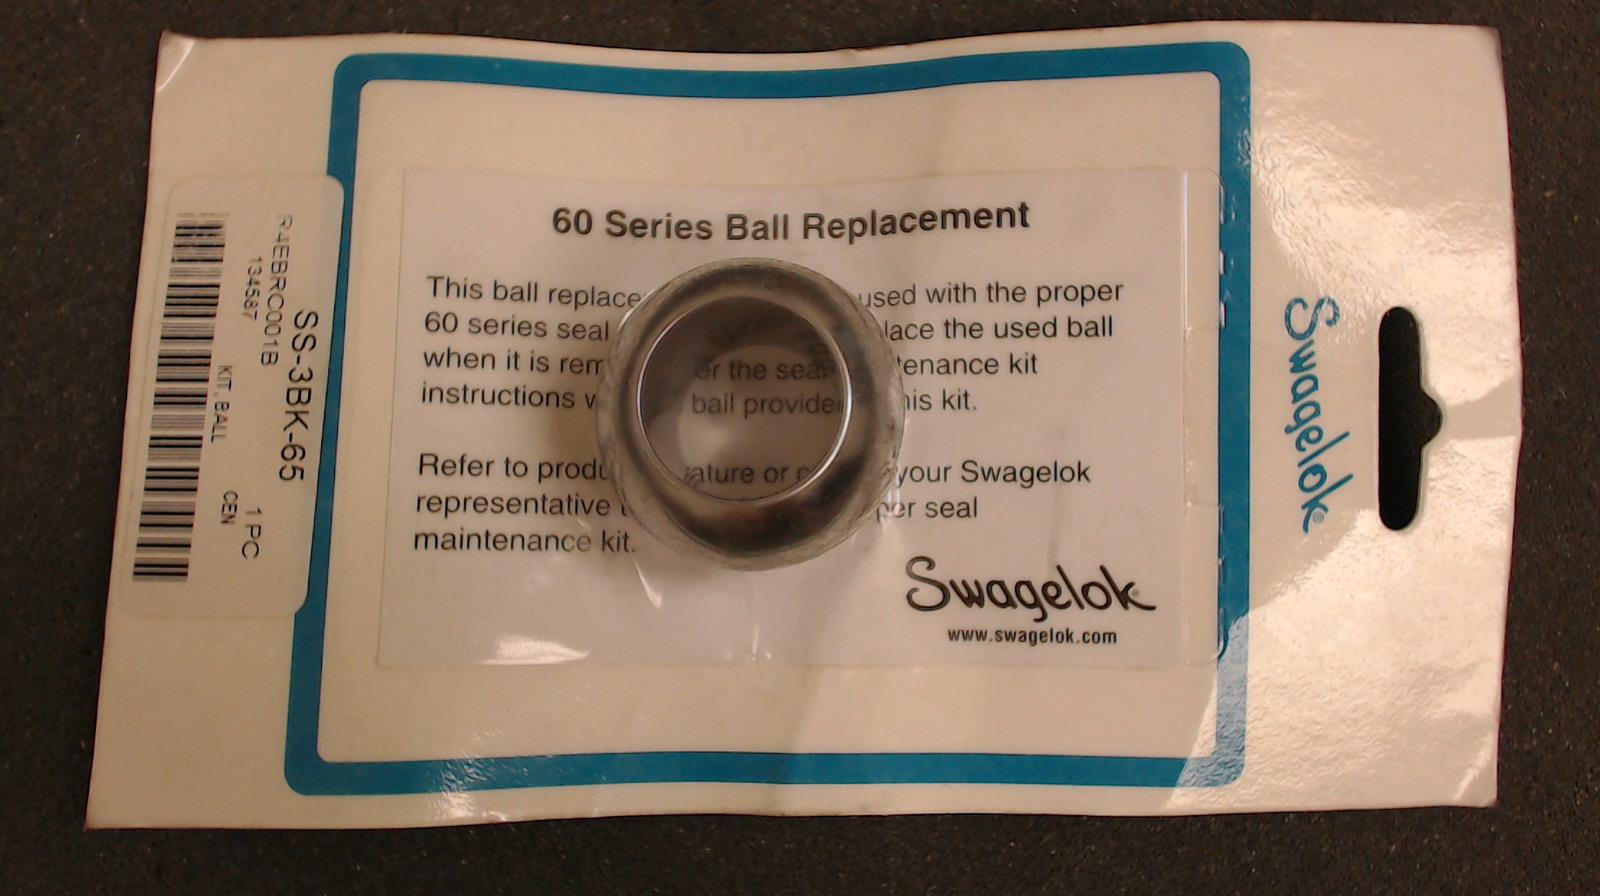 60 Series Ball Replacement
This ball replace used with the proper
60 series seal lace the used ball
when it is rem er the sea tenance kit
instructions w ball provide his kit.
Refer to produ rature or c your Swagelok
representative per seal
maintenance kit.
Swagelok
www.swagelok.com
SS-3BK-65
R4EBRC001B 1 PC
134587
KIT, BALL CEN
Swagelok